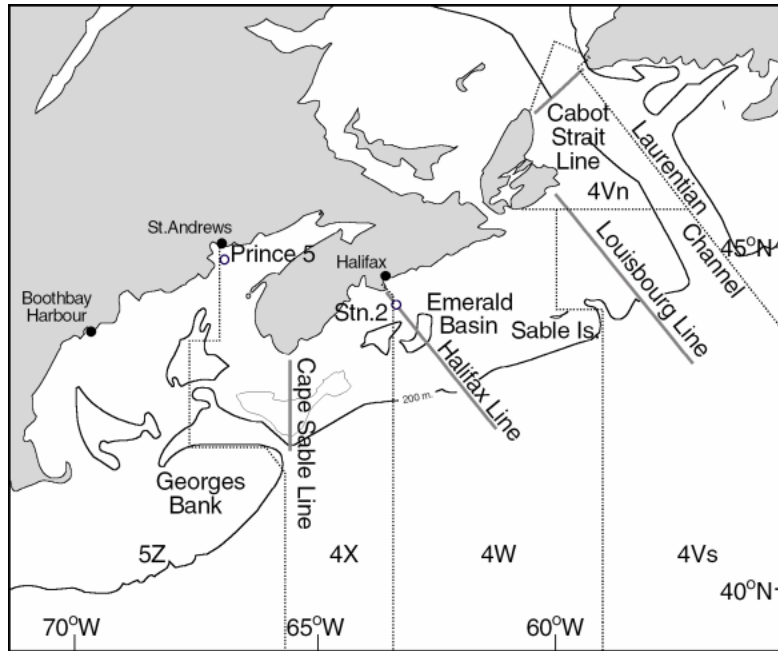 Cabot
Strait
Line
Laurentian
Channel
4Vn
St.Andrews
Prince 5
45°N
Halifax
Louisbourg Line
Boothbay
Harbour
Stn.2
Emerald
Basin
Sable Is.
Halifax Line
Cape Sable Line
200 m.
Georges
Bank
5Z
4X
4W
4Vs
40°N
70°W
65°W
60°W